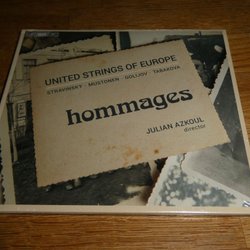 UNITED STRINGS OF EUROPE
STRAVINSKY · MUSTONEN · GOLIJOV · TABAKOVA
hommages
JULIAN AZKOUL
director